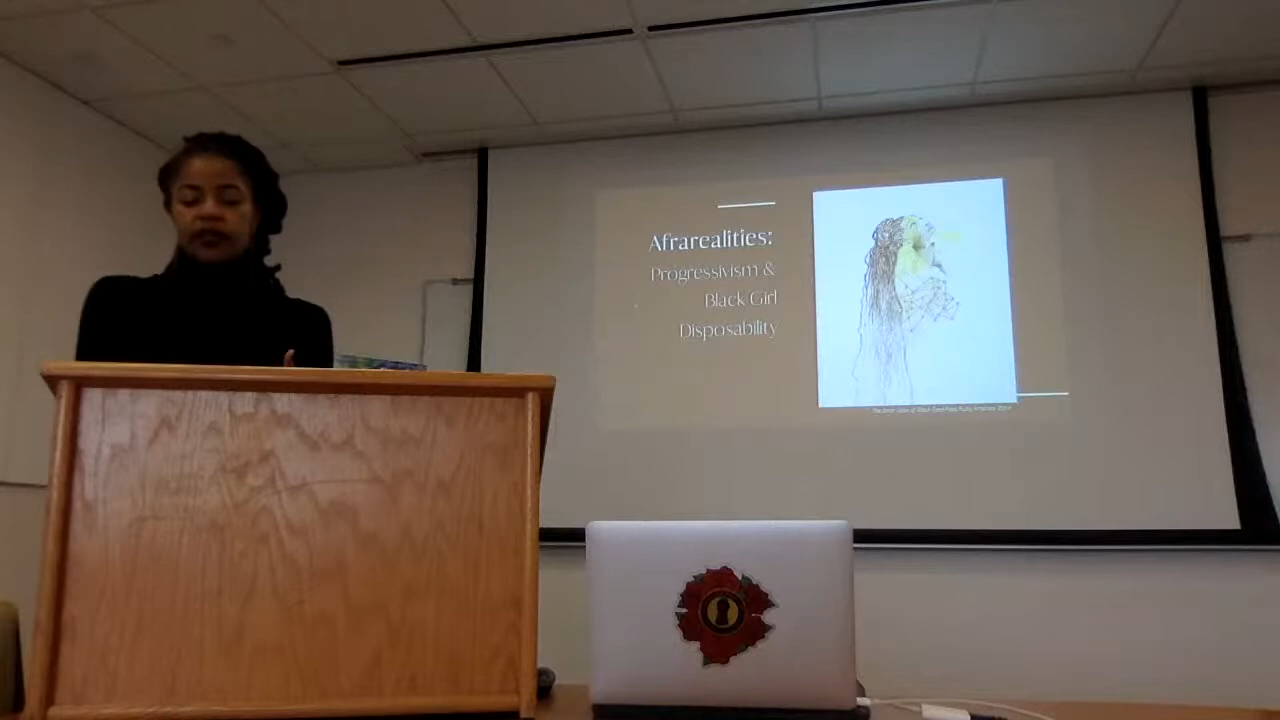 Afrarealities:
Progressivism &
Black Girl
Disposability